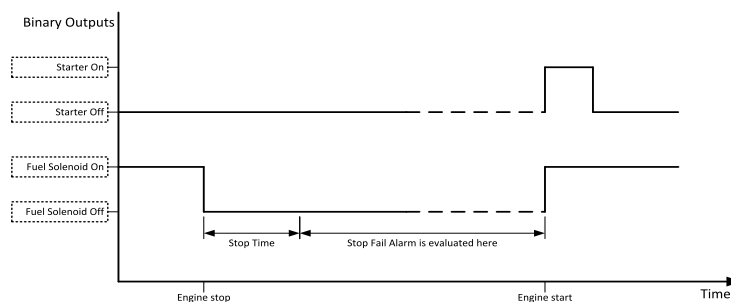 Binary Outputs
Starter On
Starter Off
Fuel Solenoid On
Fuel Solenoid Off
Stop Time
Stop Fail Alarm is evaluated here
Engine stop
Engine start
Time